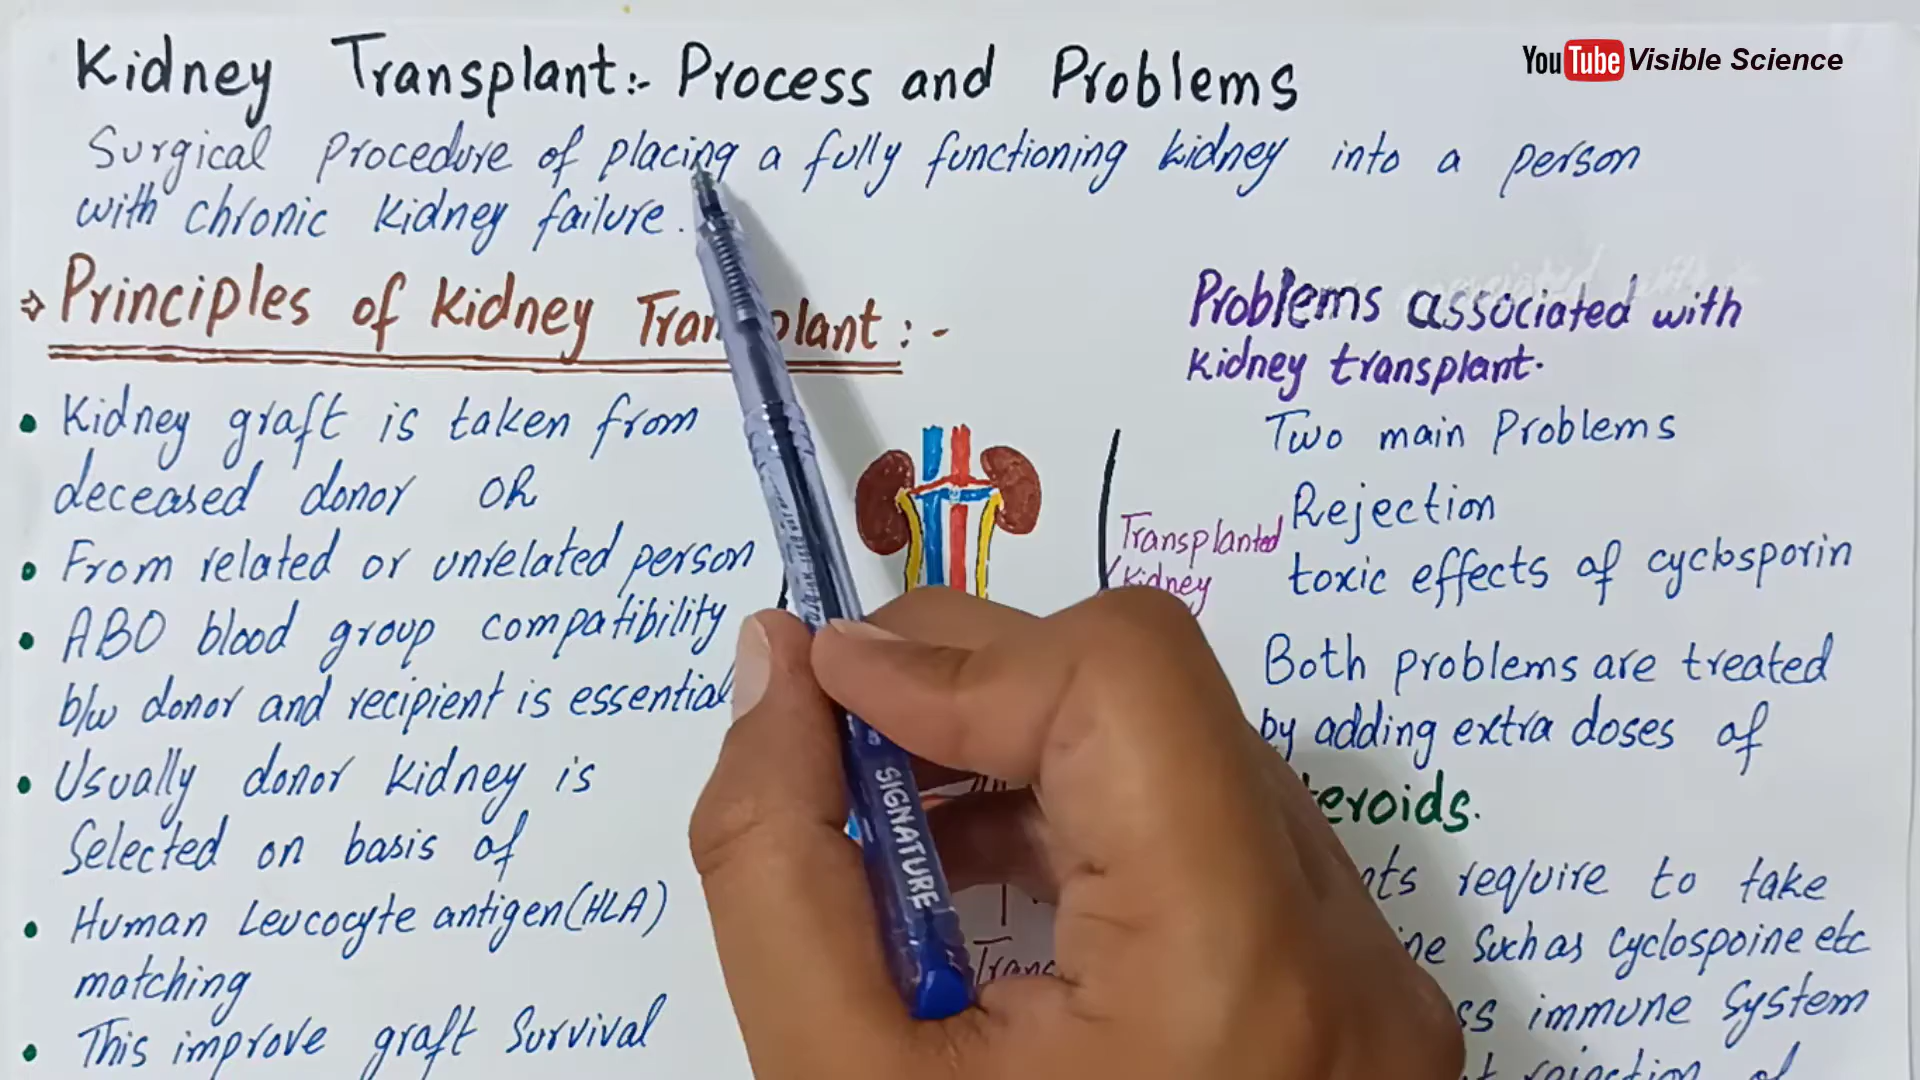 Kidney Transplant:- Process and Problems
YouTube Visible Science
Surgical procedure of placing a fully functioning kidney into a person
with chronic kidney failure.
⇒ Principles of Kidney Transplant:-
• Kidney graft is taken from
deceased donor OR
• From related or unrelated person
• ABO blood group compatibility
b/w donor and recipient is essential
• Usually donor kidney is
Selected on basis of
• Human Leucocyte antigen (HLA)
matching
• This improve graft Survival
Transplanted
kidney
Problems associated with
kidney transplant.
Two main Problems
Rejection
toxic effects of cyclosporin
Both problems are treated
by adding extra doses of
require to take
such as cyclospoine etc
immune system
rejection of
SIGNATURE